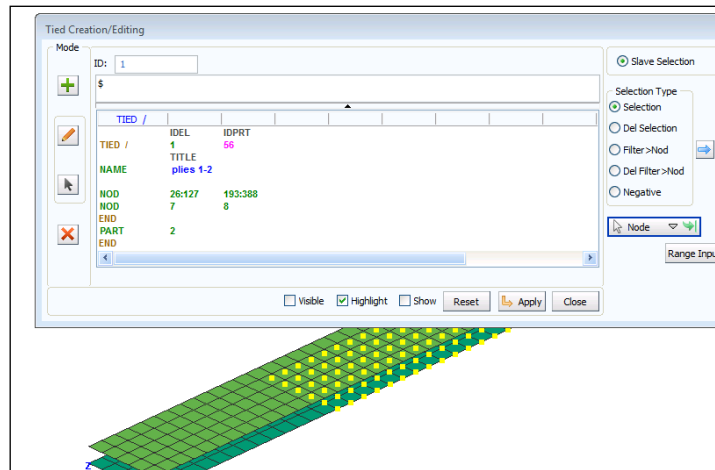 Tied Creation/Editing
Mode
ID: 1
$
TIED /
IDEL IDPRT
TIED / 1 56
TITLE
NAME plies 1-2
NOD 26:127 193:388
NOD 7 8
END
PART 2
END
Visible Highlight Show Reset Apply Close
Slave Selection
Selection Type
Selection
Del Selection
Filter>Nod
Del Filter>Nod
Negative
Node
Range Inpu
Z